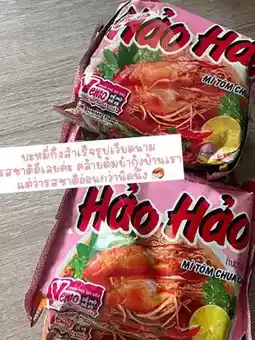 Hảo Hảo
MÌ TÔM CHUA
Vemo
บะหมี่กึ่งสำเร็จรูปเวียดนาม
รสชาติดีเลยคะ คล้ายต้มยำกุ้งบ้านเรา
แต่ว่ารสชาติอ่อนกว่านิดนึง
Hảo Hảo
MÌ TÔM CHUA
Vemo